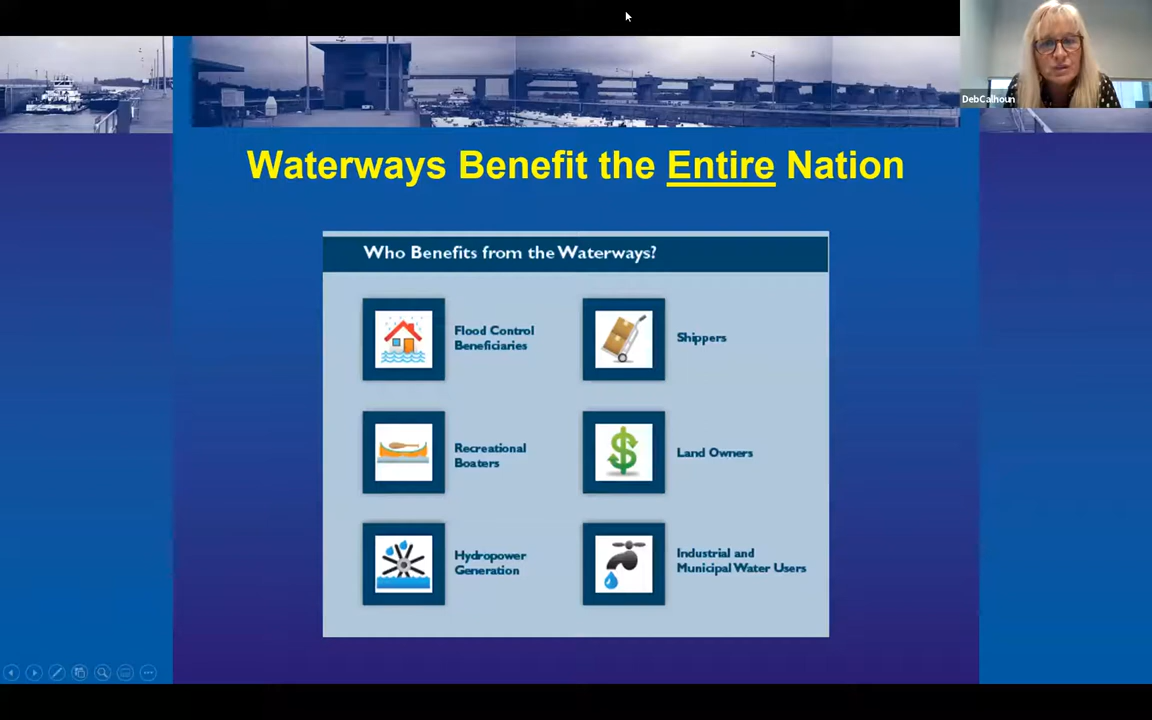 DebCalhoun
Waterways Benefit the Entire Nation
Who Benefits from the Waterways?
Flood Control
Beneficiaries
Shippers
Recreational
Boaters
Land Owners
Hydropower
Generation
Industrial and
Municipal Water Users